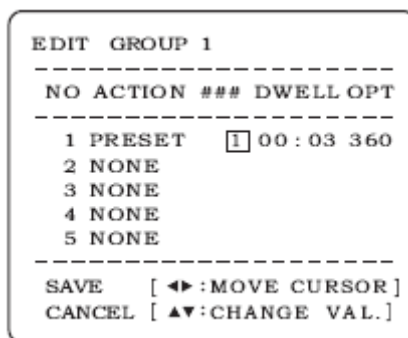 EDIT GROUP 1
NO ACTION ### DWELL OPT
1 PRESET 1 00:03 360
2 NONE
3 NONE
4 NONE
5 NONE
SAVE [ ◄►:MOVE CURSOR]
CANCEL [ ▲▼:CHANGE VAL.]